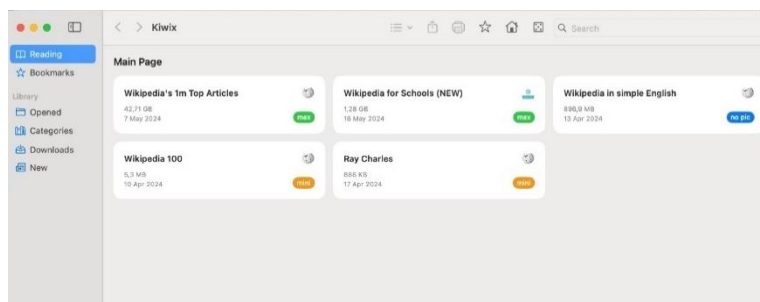 Kiwix
Search
Reading
Bookmarks
Library
Opened
Categories
Downloads
New
Main Page
Wikipedia's 1m Top Articles
42,71 GB
7 May 2024
max
Wikipedia for Schools (NEW)
1,28 GB
16 May 2024
max
Wikipedia in simple English
898,9 MB
13 Apr 2024
no pic
Wikipedia 100
5,3 MB
19 Apr 2024
mini
Ray Charles
886 KB
17 Apr 2024
mini